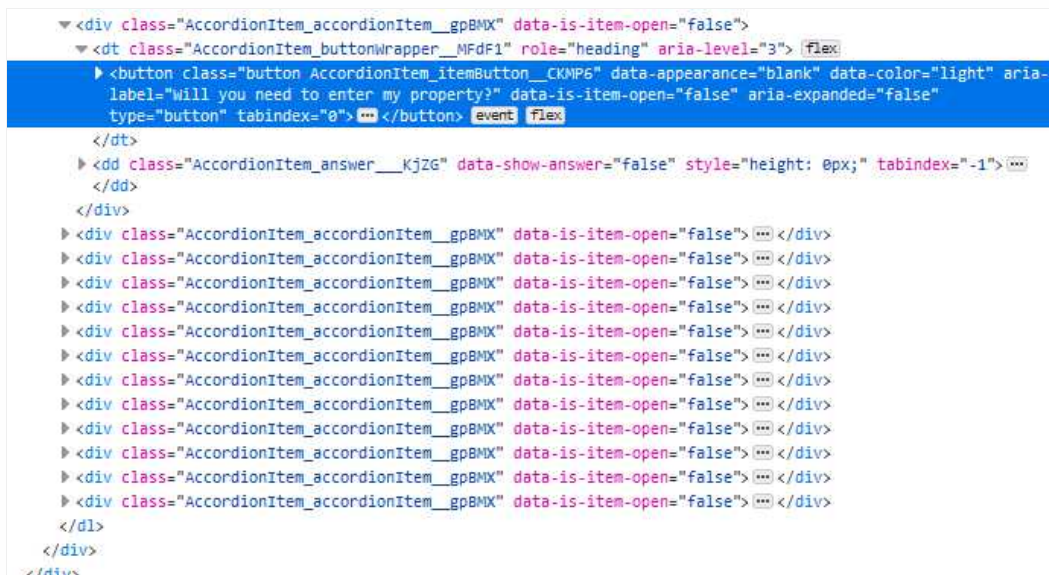 <div class="AccordionItem_accordionItem__gpBMX" data-is-item-open="false">
<dt class="AccordionItem_buttonWrapper__MFdF1" role="heading" aria-level="3"> flex
<button class="button AccordionItem_itemButton__CKMP6" data-appearance="blank" data-color="light" aria-
label="Will you need to enter my property?" data-is-item-open="false" aria-expanded="false"
type="button" tabindex="0"> ••• </button> event flex
</dt>
<dd class="AccordionItem_answer___KjZG" data-show-answer="false" style="height: 0px;" tabindex="-1"> •••
</dd>
</div>
<div class="AccordionItem_accordionItem__gpBMX" data-is-item-open="false"> ••• </div>
<div class="AccordionItem_accordionItem__gpBMX" data-is-item-open="false"> ••• </div>
<div class="AccordionItem_accordionItem__gpBMX" data-is-item-open="false"> ••• </div>
<div class="AccordionItem_accordionItem__gpBMX" data-is-item-open="false"> ••• </div>
<div class="AccordionItem_accordionItem__gpBMX" data-is-item-open="false"> ••• </div>
<div class="AccordionItem_accordionItem__gpBMX" data-is-item-open="false"> ••• </div>
<div class="AccordionItem_accordionItem__gpBMX" data-is-item-open="false"> ••• </div>
<div class="AccordionItem_accordionItem__gpBMX" data-is-item-open="false"> ••• </div>
<div class="AccordionItem_accordionItem__gpBMX" data-is-item-open="false"> ••• </div>
<div class="AccordionItem_accordionItem__gpBMX" data-is-item-open="false"> ••• </div>
<div class="AccordionItem_accordionItem__gpBMX" data-is-item-open="false"> ••• </div>
<div class="AccordionItem_accordionItem__gpBMX" data-is-item-open="false"> ••• </div>
</dl>
</div>
</div>